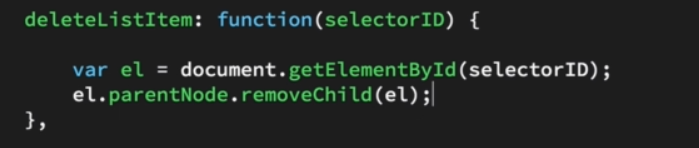 deleteListItem: function(selectorID) {
var el = document.getElementById(selectorID);
el.parentNode.removeChild(el);
},